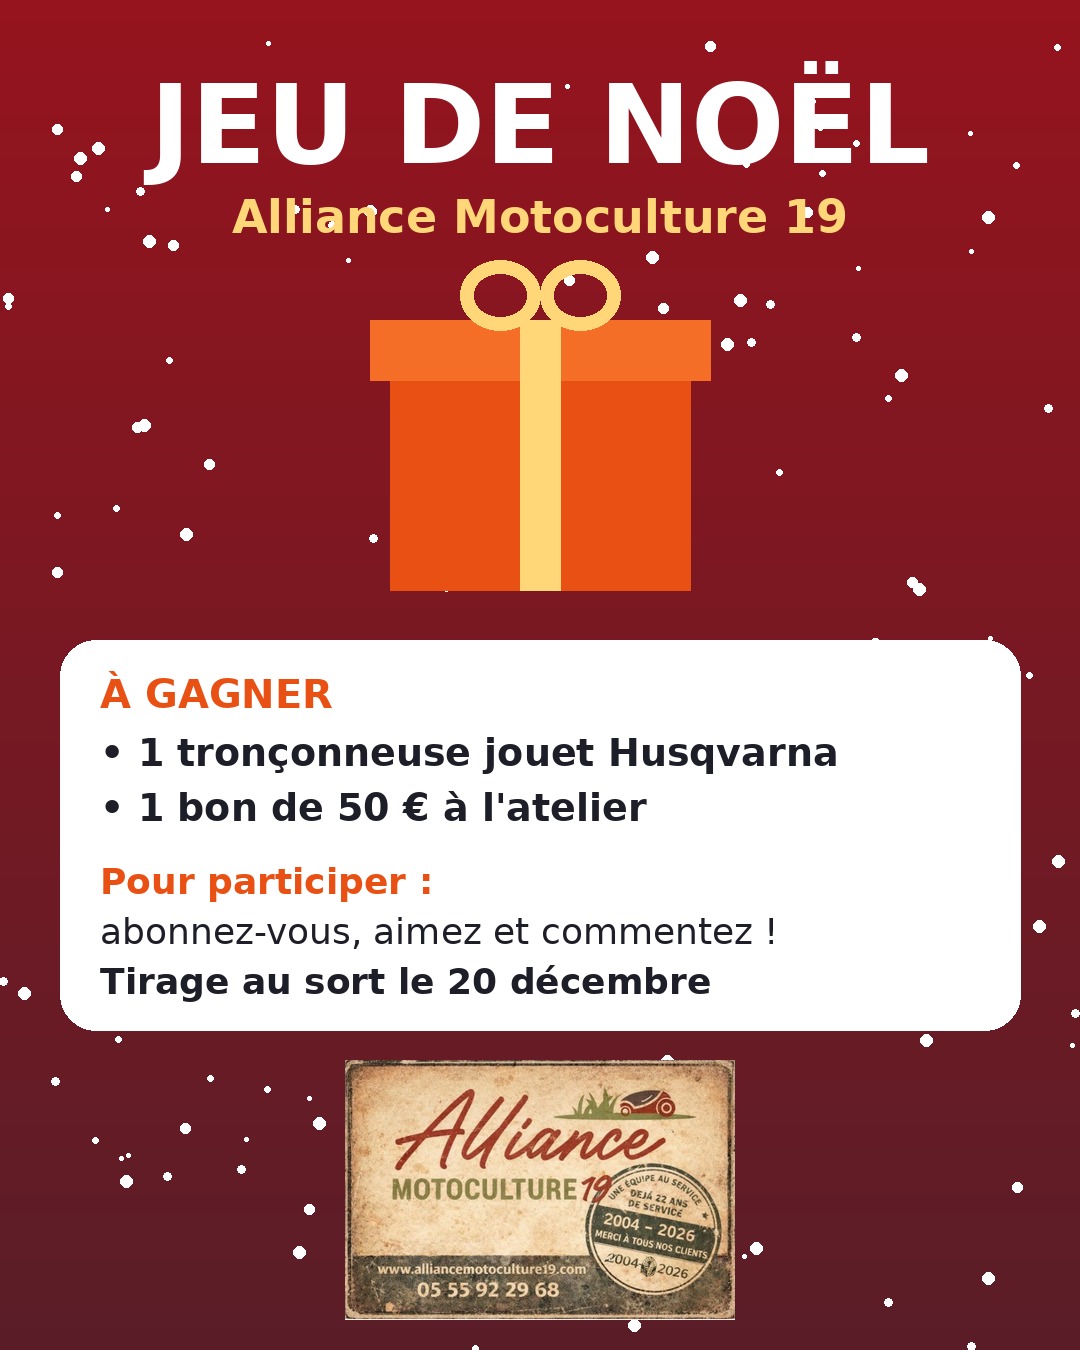 JEU DE NOËL
Alliance Motoculture 19
À GAGNER
• 1 tronçonneuse jouet Husqvarna
• 1 bon de 50 € à l'atelier
Pour participer :
abonnez-vous, aimez et commentez !
Tirage au sort le 20 décembre
Alliance
MOTOCULTURE 19
UNE ÉQUIPE AU SERVICE
DEJÀ 22 ANS
DE SERVICE
2004 – 2026
MERCI À TOUS NOS CLIENTS
2004 2026
www.alliancemotoculture19.com
05 55 92 29 68